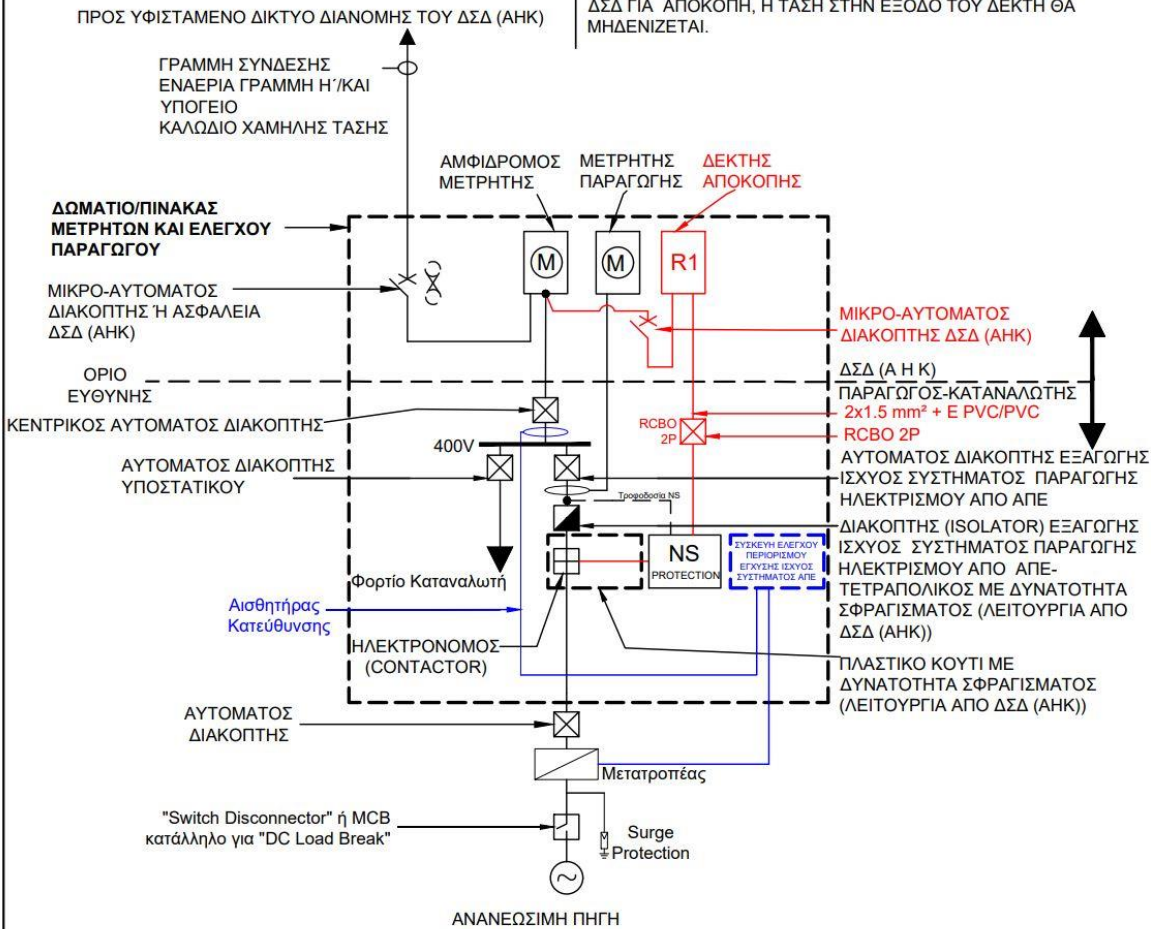 ΠΡΟΣ ΥΦΙΣΤΑΜΕΝΟ ΔΙΚΤΥΟ ΔΙΑΝΟΜΗΣ ΤΟΥ ΔΣΔ (ΑΗΚ)
ΔΣΔ ΓΙΑ ΑΠΟΚΟΠΗ, Η ΤΑΣΗ ΣΤΗΝ ΕΞΟΔΟ ΤΟΥ ΔΕΚΤΗ ΘΑ
ΜΗΔΕΝΙΖΕΤΑΙ.
ΓΡΑΜΜΗ ΣΥΝΔΕΣΗΣ
ΕΝΑΕΡΙΑ ΓΡΑΜΜΗ Η΄/ΚΑΙ
ΥΠΟΓΕΙΟ
ΚΑΛΩΔΙΟ ΧΑΜΗΛΗΣ ΤΑΣΗΣ
ΑΜΦΙΔΡΟΜΟΣ
ΜΕΤΡΗΤΗΣ
ΜΕΤΡΗΤΗΣ
ΠΑΡΑΓΩΓΗΣ
ΔΕΚΤΗΣ
ΑΠΟΚΟΠΗΣ
ΔΩΜΑΤΙΟ/ΠΙΝΑΚΑΣ
ΜΕΤΡΗΤΩΝ ΚΑΙ ΕΛΕΓΧΟΥ
ΠΑΡΑΓΩΓΟΥ
M
M
R1
ΜΙΚΡΟ-ΑΥΤΟΜΑΤΟΣ
ΔΙΑΚΟΠΤΗΣ Ή ΑΣΦΑΛΕΙΑ
ΔΣΔ (ΑΗΚ)
ΜΙΚΡΟ-ΑΥΤΟΜΑΤΟΣ
ΔΙΑΚΟΠΤΗΣ ΔΣΔ (ΑΗΚ)
ΟΡΙΟ
ΕΥΘΥΝΗΣ
ΔΣΔ (Α Η Κ)
ΠΑΡΑΓΩΓΟΣ-ΚΑΤΑΝΑΛΩΤΗΣ
2x1.5 mm² + E PVC/PVC
ΚΕΝΤΡΙΚΟΣ ΑΥΤΟΜΑΤΟΣ ΔΙΑΚΟΠΤΗΣ
RCBO
2P
RCBO 2P
400V
ΑΥΤΟΜΑΤΟΣ ΔΙΑΚΟΠΤΗΣ
ΥΠΟΣΤΑΤΙΚΟΥ
ΑΥΤΟΜΑΤΟΣ ΔΙΑΚΟΠΤΗΣ ΕΞΑΓΩΓΗΣ
ΙΣΧΥΟΣ ΣΥΣΤΗΜΑΤΟΣ ΠΑΡΑΓΩΓΗΣ
ΗΛΕΚΤΡΙΣΜΟΥ ΑΠΟ ΑΠΕ
Τροφοδοσία NS
ΔΙΑΚΟΠΤΗΣ (ISOLATOR) ΕΞΑΓΩΓΗΣ
ΙΣΧΥΟΣ ΣΥΣΤΗΜΑΤΟΣ ΠΑΡΑΓΩΓΗΣ
ΗΛΕΚΤΡΙΣΜΟΥ ΑΠΟ ΑΠΕ-
ΤΕΤΡΑΠΟΛΙΚΟΣ ΜΕ ΔΥΝΑΤΟΤΗΤΑ
ΣΦΡΑΓΙΣΜΑΤΟΣ (ΛΕΙΤΟΥΡΓΙΑ ΑΠΟ
ΔΣΔ (ΑΗΚ))
NS
PROTECTION
ΣΥΣΚΕΥΗ ΕΛΕΓΧΟΥ
ΠΕΡΙΟΡΙΣΜΟΥ
ΕΓΧΥΣΗΣ ΙΣΧΥΟΣ
ΣΥΣΤΗΜΑΤΟΣ ΑΠΕ
Φορτίο Καταναλωτή
Αισθητήρας
Κατεύθυνσης
ΗΛΕΚΤΡΟΝΟΜΟΣ
(CONTACTOR)
ΠΛΑΣΤΙΚΟ ΚΟΥΤΙ ΜΕ
ΔΥΝΑΤΟΤΗΤΑ ΣΦΡΑΓΙΣΜΑΤΟΣ
(ΛΕΙΤΟΥΡΓΙΑ ΑΠΟ ΔΣΔ (ΑΗΚ))
ΑΥΤΟΜΑΤΟΣ
ΔΙΑΚΟΠΤΗΣ
Μετατροπέας
"Switch Disconnector" ή MCB
κατάλληλο για "DC Load Break"
Surge
Protection
ΑΝΑΝΕΩΣΙΜΗ ΠΗΓΗ